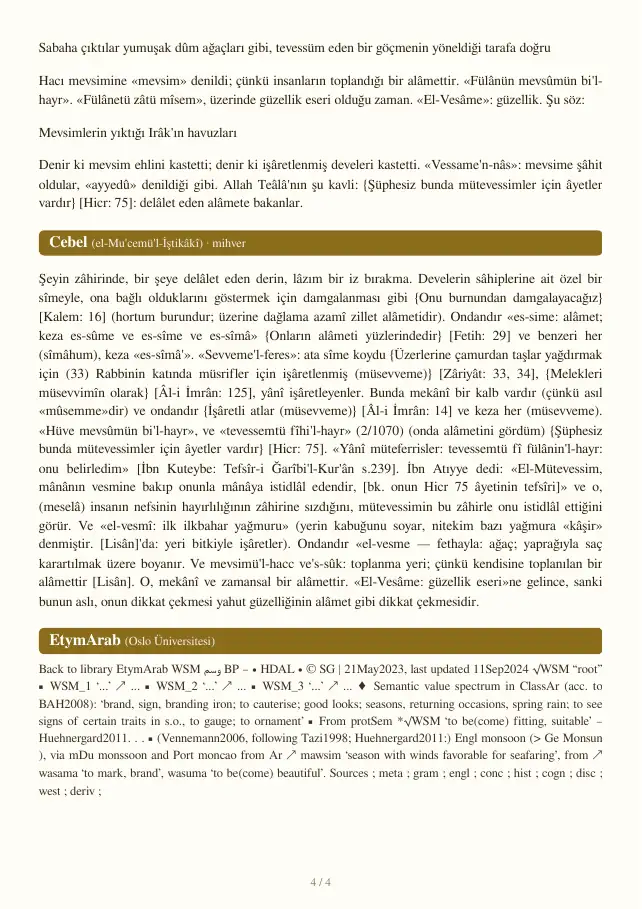 Sabaha çıktılar yumuşak dûm ağaçları gibi, tevessüm eden bir göçmenin yöneldiği tarafa doğru
Hacı mevsimine «mevsim» denildi; çünkü insanların toplandığı bir alâmettir. «Fülânün mevsûmün bi'l-
hayr». «Fülânetü zâtü mîsem», üzerinde güzellik eseri olduğu zaman. «El-Vesâme»: güzellik. Şu söz:
Mevsimlerin yıktığı Irâk'ın havuzları
Denir ki mevsim ehlini kastetti; denir ki işâretlenmiş develeri kastetti. «Vessame'n-nâs»: mevsime şâhit
oldular, «ayyedû» denildiği gibi. Allah Teâlâ'nın şu kavli: {Şüphesiz bunda mütevessimler için âyetler
vardır} [Hicr: 75]: delâlet eden alâmete bakanlar.
Cebel (el-Mu'cemü'l-İştikâkî) · mihver
Şeyin zâhirinde, bir şeye delâlet eden derin, lâzım bir iz bırakma. Develerin sâhiplerine ait özel bir
sîmeyle, ona bağlı olduklarını göstermek için damgalanması gibi {Onu burnundan damgalayacağız}
[Kalem: 16] (hortum burundur; üzerine dağlama azamî zillet alâmetidir). Ondandır «es-sime: alâmet;
keza es-sûme ve es-sîme ve es-sîmâ» {Onların alâmeti yüzlerindedir} [Fetih: 29] ve benzeri her
(sîmâhum), keza «es-sîmâ'». «Sevveme'l-feres»: ata sîme koydu {Üzerlerine çamurdan taşlar yağdırmak
için (33) Rabbinin katında müsrifler için işâretlenmiş (müsevveme)} [Zâriyât: 33, 34], {Melekleri
müsevvimîn olarak} [Âl-i İmrân: 125], yânî işâretleyenler. Bunda mekânî bir kalb vardır (çünkü asıl
«mûsemme»dir) ve ondandır {İşâretli atlar (müsevveme)} [Âl-i İmrân: 14] ve keza her (müsevveme).
«Hüve mevsûmün bi'l-hayr», ve «tevessemtü fîhi'l-hayr» (2/1070) (onda alâmetini gördüm) {Şüphesiz
bunda mütevessimler için âyetler vardır} [Hicr: 75]. «Yânî müteferrisler: tevessemtü fî fülânin'l-hayr:
onu belirledim» [İbn Kuteybe: Tefsîr-i Ğarîbi'l-Kur'ân s.239]. İbn Atıyye dedi: «El-Mütevessim,
mânânın vesmine bakıp onunla mânâya istidlâl edendir, [bk. onun Hicr 75 âyetinin tefsîri]» ve o,
(meselâ) insanın nefsinin hayırlılığının zâhirine sızdığını, mütevessimin bu zâhirle onu istidlâl ettiğini
görür. Ve «el-vesmî: ilk ilkbahar yağmuru» (yerin kabuğunu soyar, nitekim bazı yağmura «kâşir»
denmiştir. [Lisân]'da: yeri bitkiyle işâretler). Ondandır «el-vesme — fethayla: ağaç; yaprağıyla saç
karartılmak üzere boyanır. Ve mevsimü'l-hacc ve's-sûk: toplanma yeri; çünkü kendisine toplanılan bir
alâmettir [Lisân]. O, mekânî ve zamansal bir alâmettir. «El-Vesâme: güzellik eseri»ne gelince, sanki
bunun aslı, onun dikkat çekmesi yahut güzelliğinin alâmet gibi dikkat çekmesidir.
EtymArab (Oslo Üniversitesi)
Back to library EtymArab WSM وسم BP – • HDAL • © SG | 21May2023, last updated 11Sep2024 √WSM “root”
▪ WSM_1 ‘...’ ↗ ... ▪ WSM_2 ‘...’ ↗ ... ▪ WSM_3 ‘...’ ↗ ... ♦ Semantic value spectrum in ClassAr (acc. to
BAH2008): ‘brand, sign, branding iron; to cauterise; good looks; seasons, returning occasions, spring rain; to see
signs of certain traits in s.o., to gauge; to ornament’ ▪ From protSem *√WSM ‘to be(come) fitting, suitable’ –
Huehnergard2011. . . ▪ (Vennemann2006, following Tazi1998; Huehnergard2011:) Engl monsoon (> Ge Monsun
), via mDu monssoon and Port moncao from Ar ↗ mawsim ‘season with winds favorable for seafaring’, from ↗
wasama ‘to mark, brand’, wasuma ‘to be(come) beautiful’. Sources ; meta ; gram ; engl ; conc ; hist ; cogn ; disc ;
west ; deriv ;
4 / 4